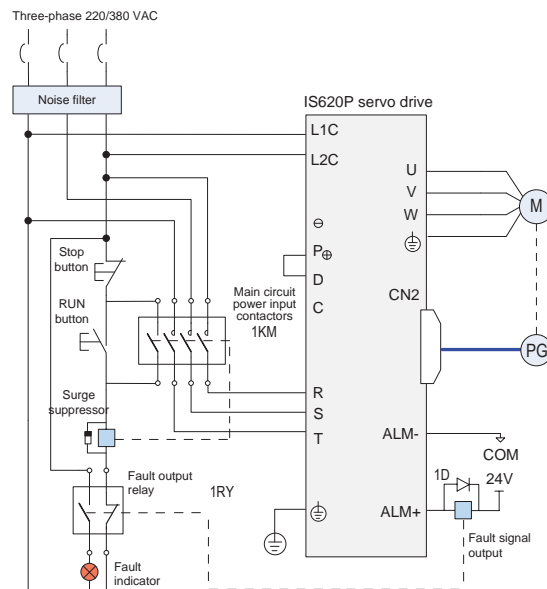 Three-phase 220/380 VAC
Noise filter
IS620P servo drive
L1C
L2C
U
V
W
M
⊖
P⊕
D
C
CN2
Stop
button
RUN
button
Main circuit
power input
contactors
1KM
PG
Surge
suppressor
R
S
T
ALM-
COM
Fault output
relay
1RY
1D
24V
ALM+
Fault signal
output
Fault
indicator